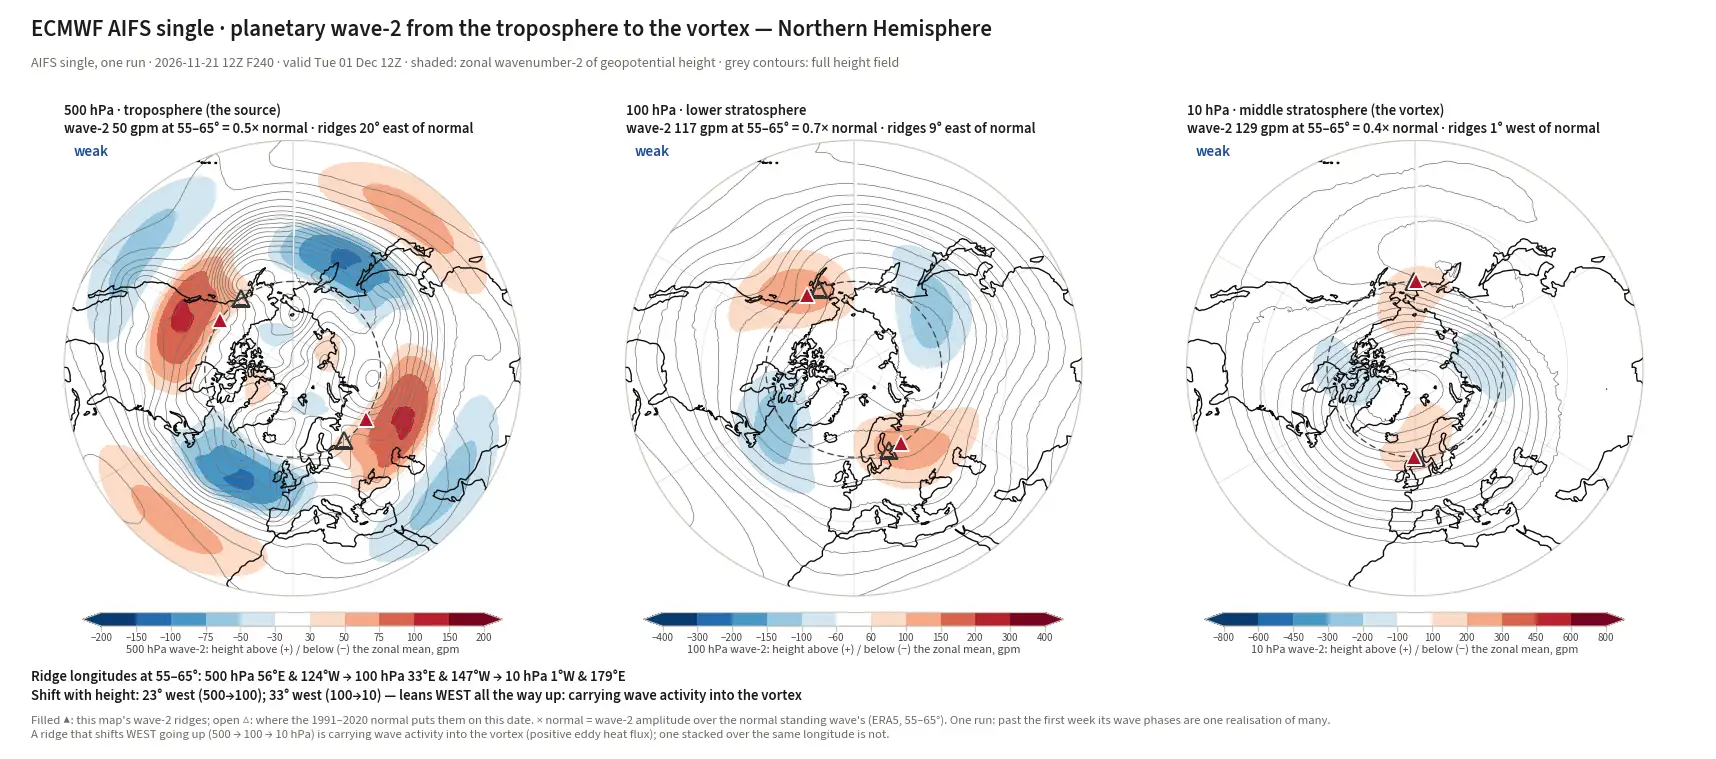 ECMWF AIFS single · planetary wave-2 from the troposphere to the vortex — Northern Hemisphere
AIFS single, one run · 2026-11-21 12Z F240 · valid Tue 01 Dec 12Z · shaded: zonal wavenumber-2 of geopotential height · grey contours: full height field
500 hPa · troposphere (the source)
wave-2 50 gpm at 55–65° = 0.5× normal · ridges 20° east of normal
weak
100 hPa · lower stratosphere
wave-2 117 gpm at 55–65° = 0.7× normal · ridges 9° east of normal
weak
10 hPa · middle stratosphere (the vortex)
wave-2 129 gpm at 55–65° = 0.4× normal · ridges 1° west of normal
weak
−200 −150 −100 −75 −50 −30 30 50 75 100 150 200
500 hPa wave-2: height above (+) / below (−) the zonal mean, gpm
−400 −300 −200 −150 −100 −60 60 100 150 200 300 400
100 hPa wave-2: height above (+) / below (−) the zonal mean, gpm
−800 −600 −450 −300 −200 −100 100 200 300 450 600 800
10 hPa wave-2: height above (+) / below (−) the zonal mean, gpm
Ridge longitudes at 55–65°: 500 hPa 56°E & 124°W → 100 hPa 33°E & 147°W → 10 hPa 1°W & 179°E
Shift with height: 23° west (500→100); 33° west (100→10) — leans WEST all the way up: carrying wave activity into the vortex
Filled ▲: this map's wave-2 ridges; open △: where the 1991–2020 normal puts them on this date. × normal = wave-2 amplitude over the normal standing wave's (ERA5, 55–65°). One run: past the first week its wave phases are one realisation of many.
A ridge that shifts WEST going up (500 → 100 → 10 hPa) is carrying wave activity into the vortex (positive eddy heat flux); one stacked over the same longitude is not.